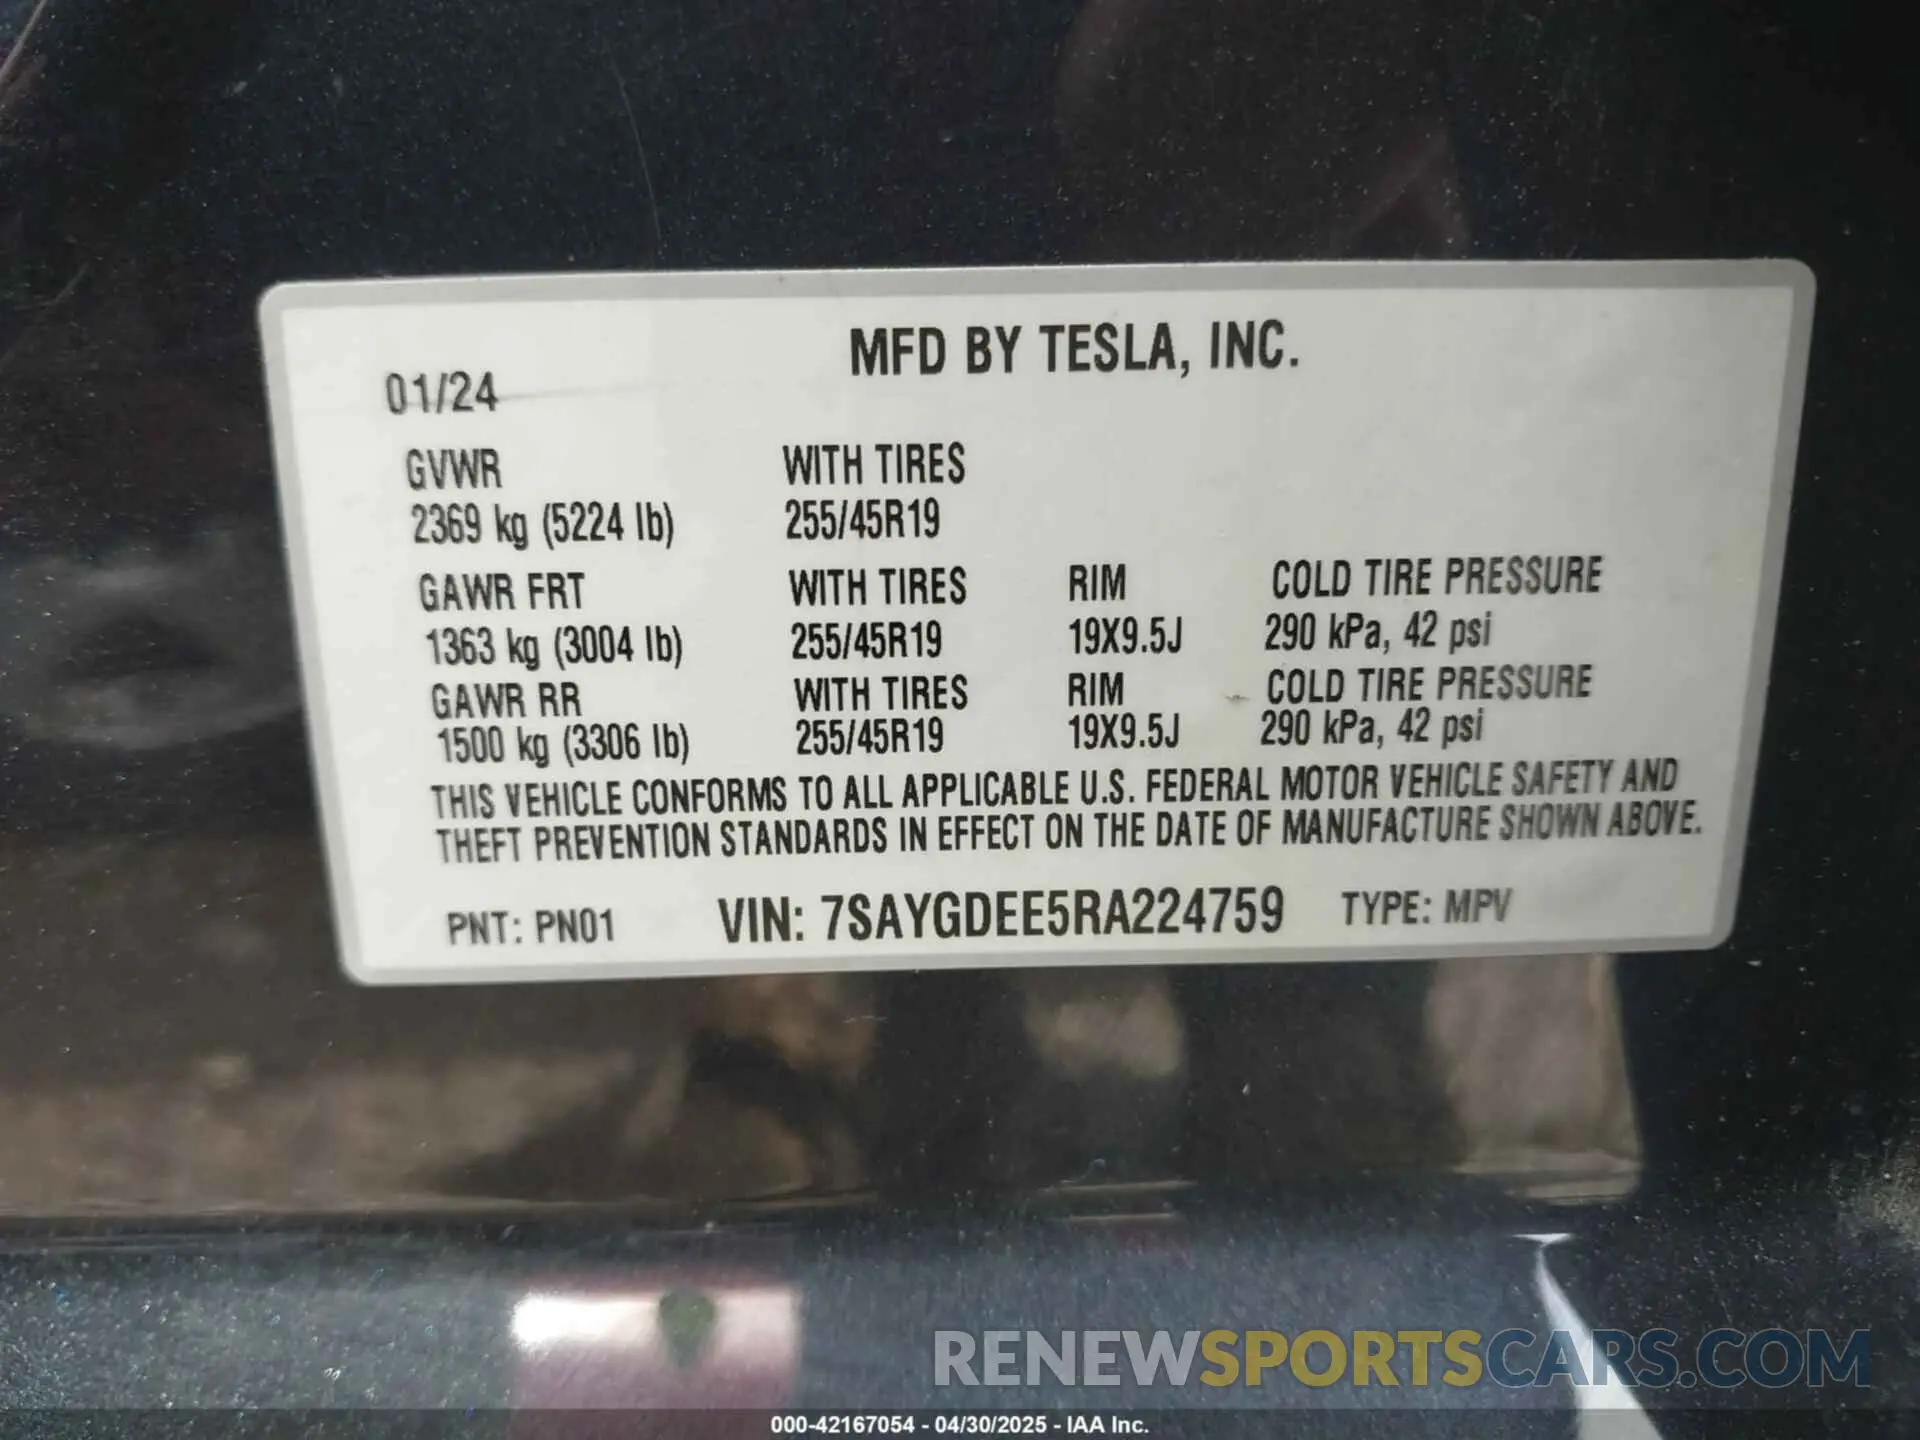 MFD BY TESLA, INC.
01/24
GVWR WITH TIRES
2369 kg (5224 lb) 255/45R19
GAWR FRT WITH TIRES RIM COLD TIRE PRESSURE
1363 kg (3004 lb) 255/45R19 19X9.5J 290 kPa, 42 psi
GAWR RR WITH TIRES RIM COLD TIRE PRESSURE
1500 kg (3306 lb) 255/45R19 19X9.5J 290 kPa, 42 psi
THIS VEHICLE CONFORMS TO ALL APPLICABLE U.S. FEDERAL MOTOR VEHICLE SAFETY AND
THEFT PREVENTION STANDARDS IN EFFECT ON THE DATE OF MANUFACTURE SHOWN ABOVE.
PNT: PN01 VIN: 7SAYGDEE5RA224759 TYPE: MPV
RENEWSPORTSCARS.COM
000-42167054 - 04/30/2025 - IAA Inc.